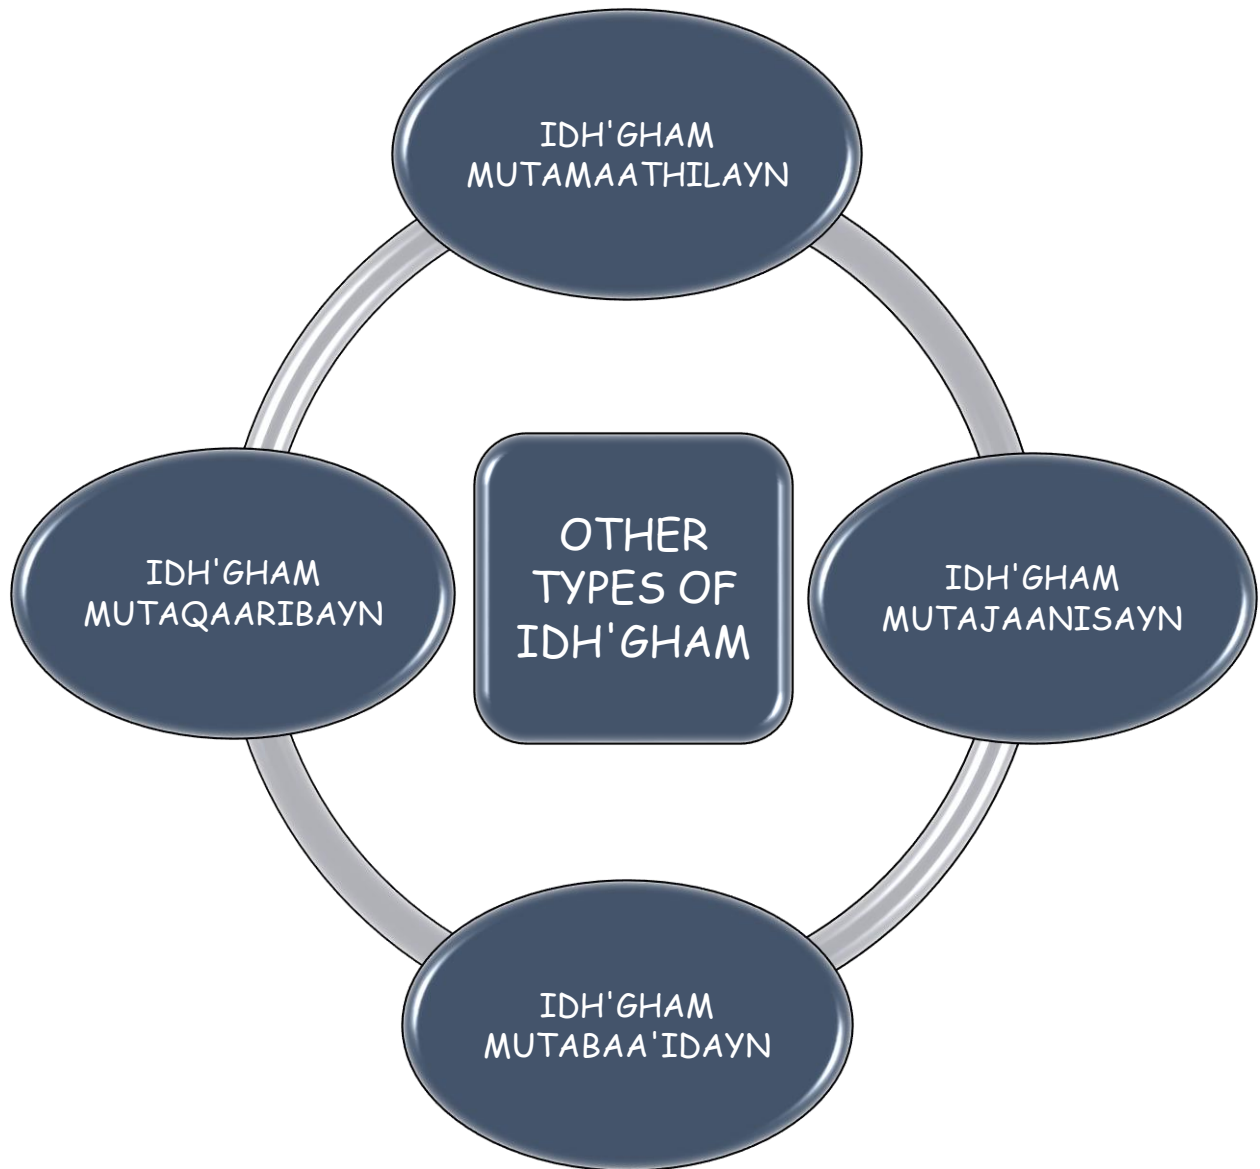 IDH'GHAM
MUTAMAATHILAYN
OTHER
TYPES OF
IDH'GHAM
IDH'GHAM
MUTAJAANISAYN
IDH'GHAM
MUTABAA'IDAYN
IDH'GHAM
MUTAQAARIBAYN